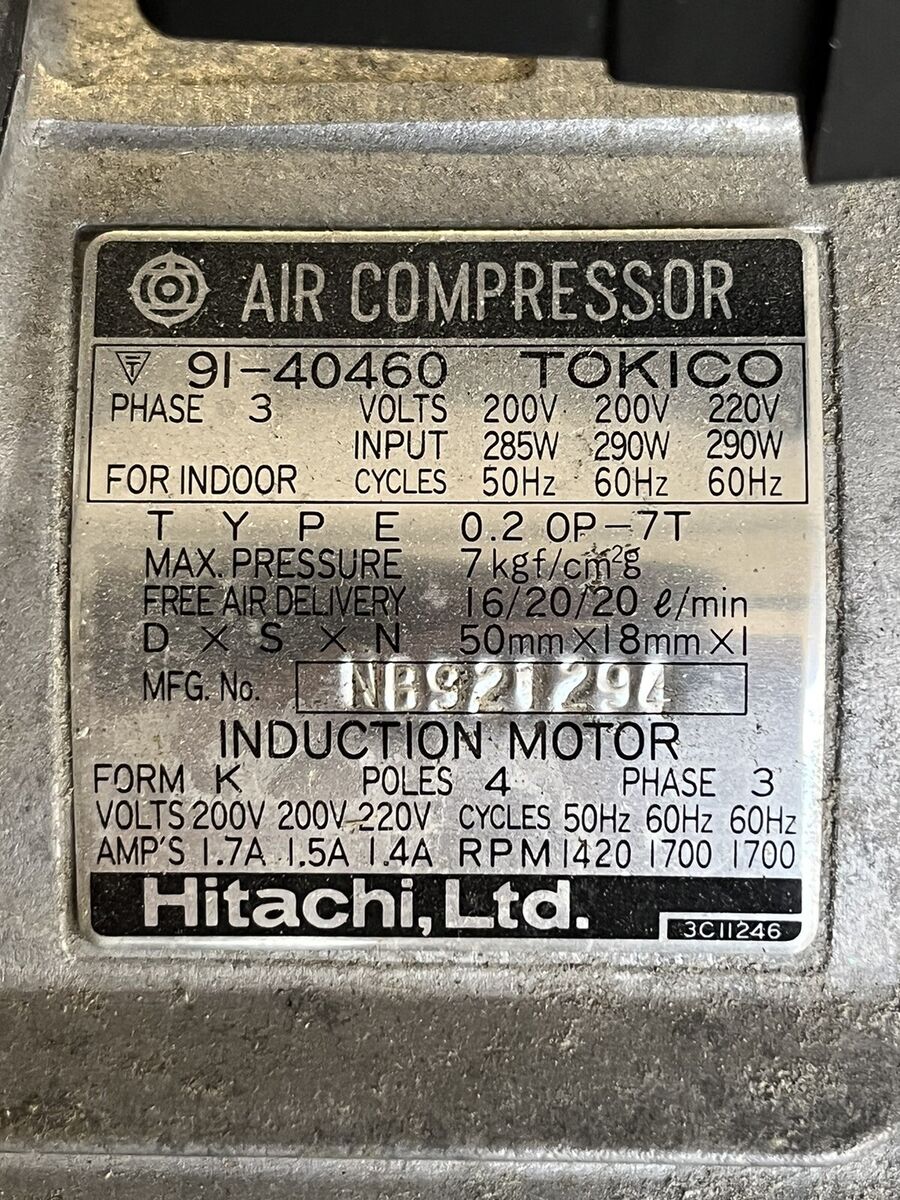 AIR COMPRESSOR
T 91-40460 TOKICO
PHASE 3 VOLTS 200V 200V 220V
INPUT 285W 290W 290W
FOR INDOOR CYCLES 50Hz 60Hz 60Hz
TYPE 0.2 OP-7T
MAX. PRESSURE 7kgf/cm²g
FREE AIR DELIVERY 16/20/20 ℓ/min
D×S×N 50mm×18mm×1
MFG. No. NB921294
INDUCTION MOTOR
FORM K POLES 4 PHASE 3
VOLTS 200V 200V 220V CYCLES 50Hz 60Hz 60Hz
AMP'S 1.7A 1.5A 1.4A RPM 1420 1700 1700
Hitachi, Ltd.
3C11246